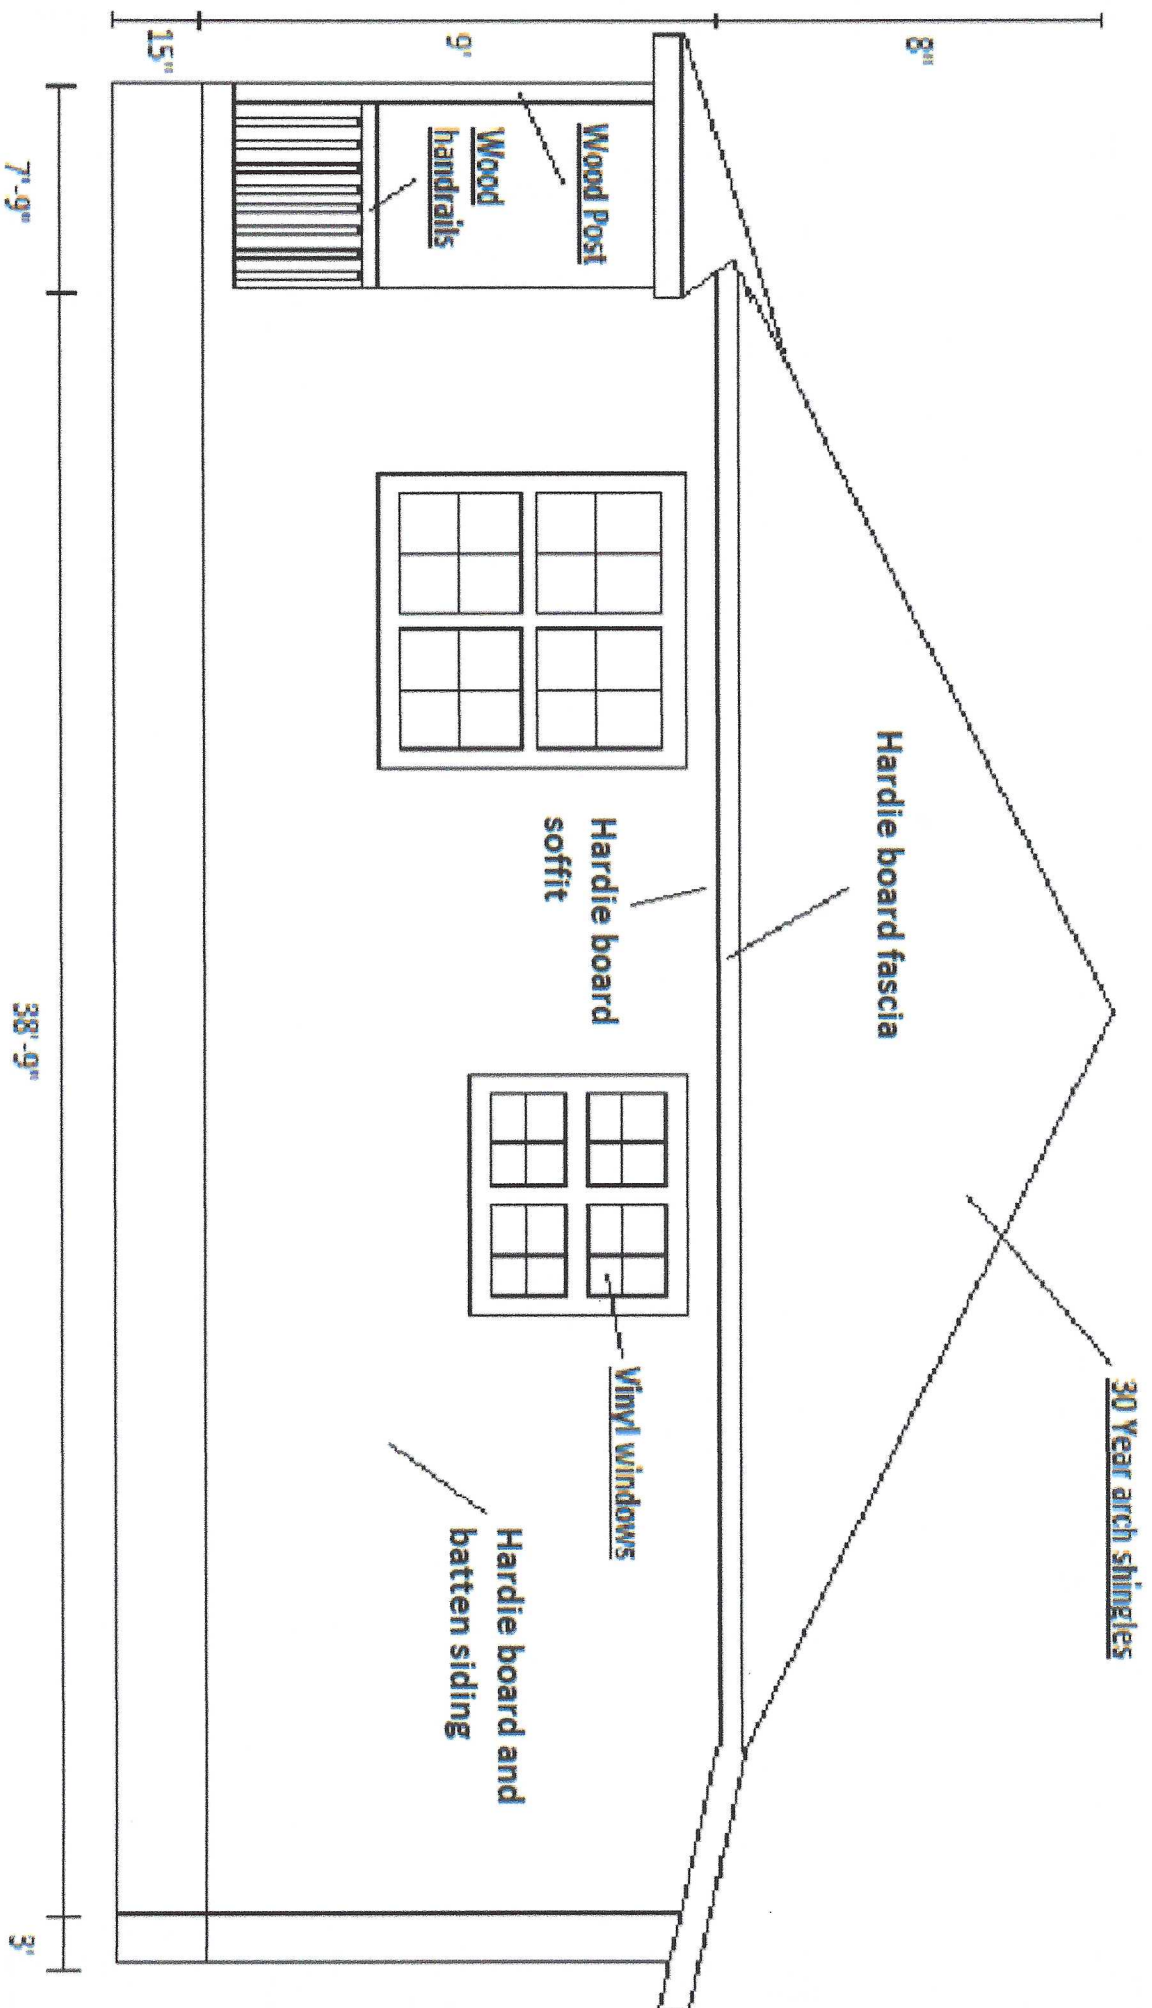 30 Year arch shingles
Hardie board fascia
Hardie board
soffit
Wood Post
Wood
handrails
Vinyl windows
Hardie board and
batten siding
8"
9'
15"
7'-9"
38'-9"
3'